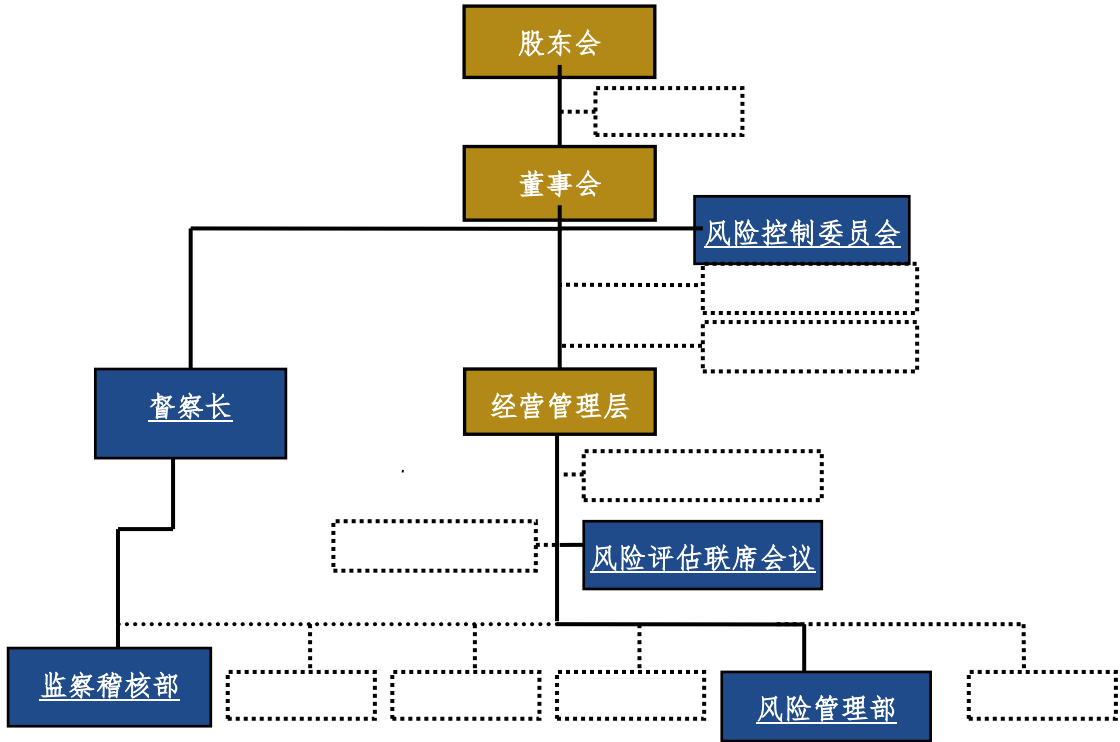 股东会
董事会
风险控制委员会
督察长
经营管理层
风险评估联席会议
监察稽核部
风险管理部